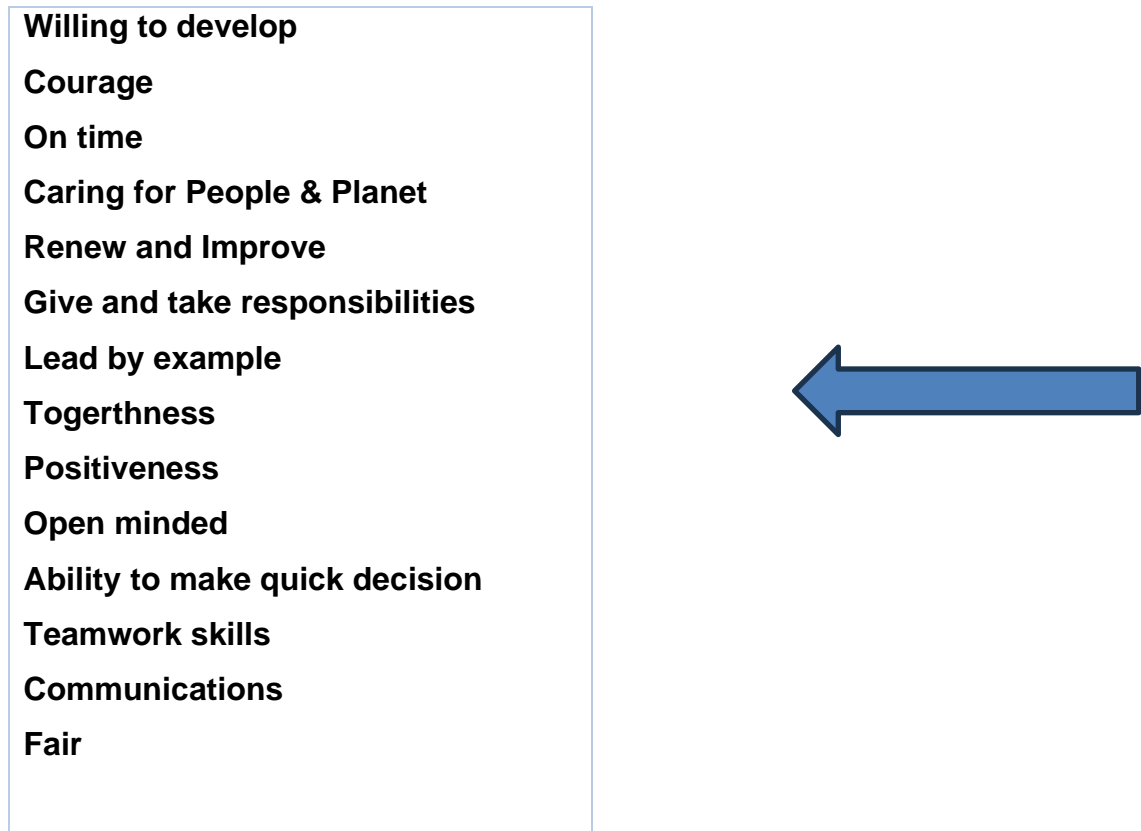 Willing to develop
Courage
On time
Caring for People & Planet
Renew and Improve
Give and take responsibilities
Lead by example
Togerthness
Positiveness
Open minded
Ability to make quick decision
Teamwork skills
Communications
Fair